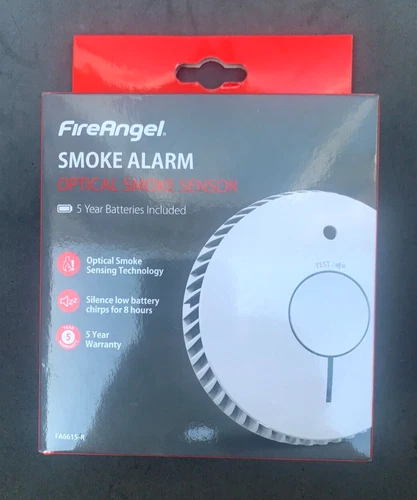 FireAngel®
SMOKE ALARM
OPTICAL SMOKE SENSOR
5 Year Batteries Included
Optical Smoke
Sensing Technology
Silence low battery
chirps for 8 hours
5
5 Year
Warranty
TEST /
FA6615-R